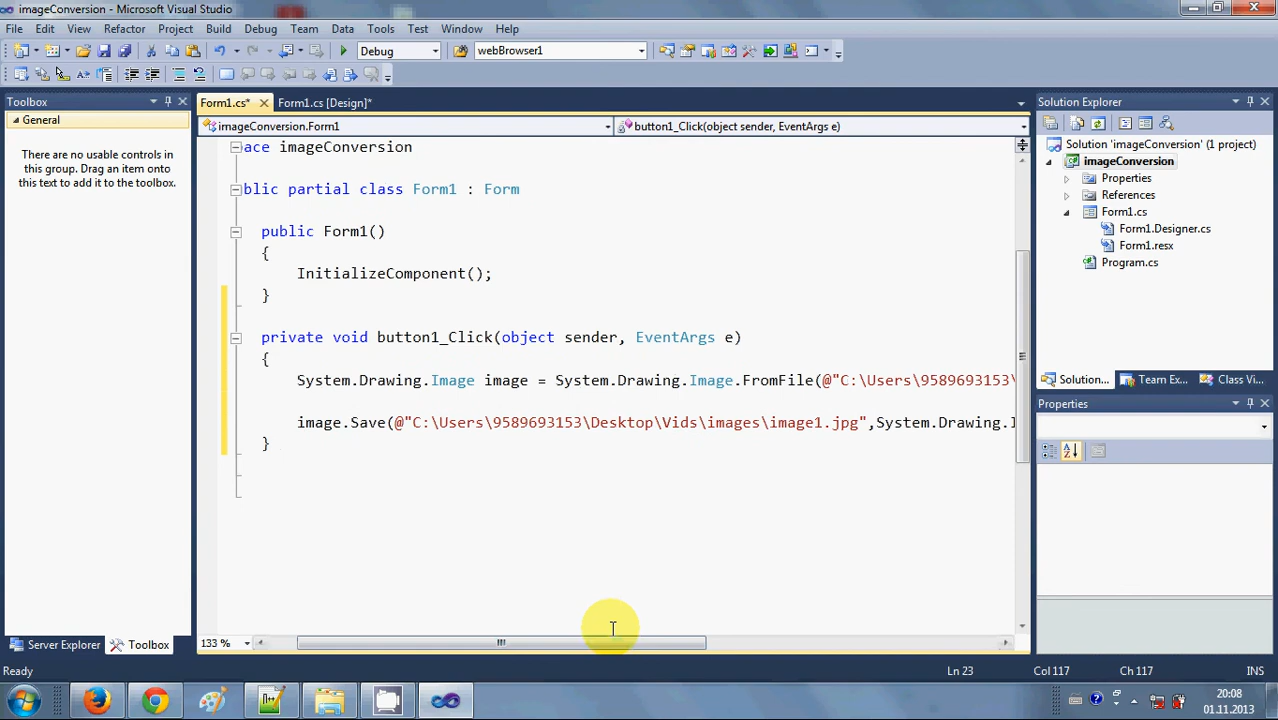 imageConversion - Microsoft Visual Studio
File Edit View Refactor Project Build Debug Team Data Tools Test Window Help
Debug webBrowser1
Toolbox
General
There are no usable controls in
this group. Drag an item onto
this text to add it to the toolbox.
Server Explorer Toolbox
Form1.cs* Form1.cs [Design]*
imageConversion.Form1 button1_Click(object sender, EventArgs e)
ace imageConversion
blic partial class Form1 : Form
public Form1()
{
InitializeComponent();
}
private void button1_Click(object sender, EventArgs e)
{
System.Drawing.Image image = System.Drawing.Image.FromFile(@"C:\Users\9589693153\
image.Save(@"C:\Users\9589693153\Desktop\Vids\images\image1.jpg",System.Drawing.I
}
133 %
Solution Explorer
Solution 'imageConversion' (1 project)
imageConversion
Properties
References
Form1.cs
Form1.Designer.cs
Form1.resx
Program.cs
Solution... Team Ex... Class Vi...
Properties
Ready Ln 23 Col 117 Ch 117 INS
20:08
01.11.2013